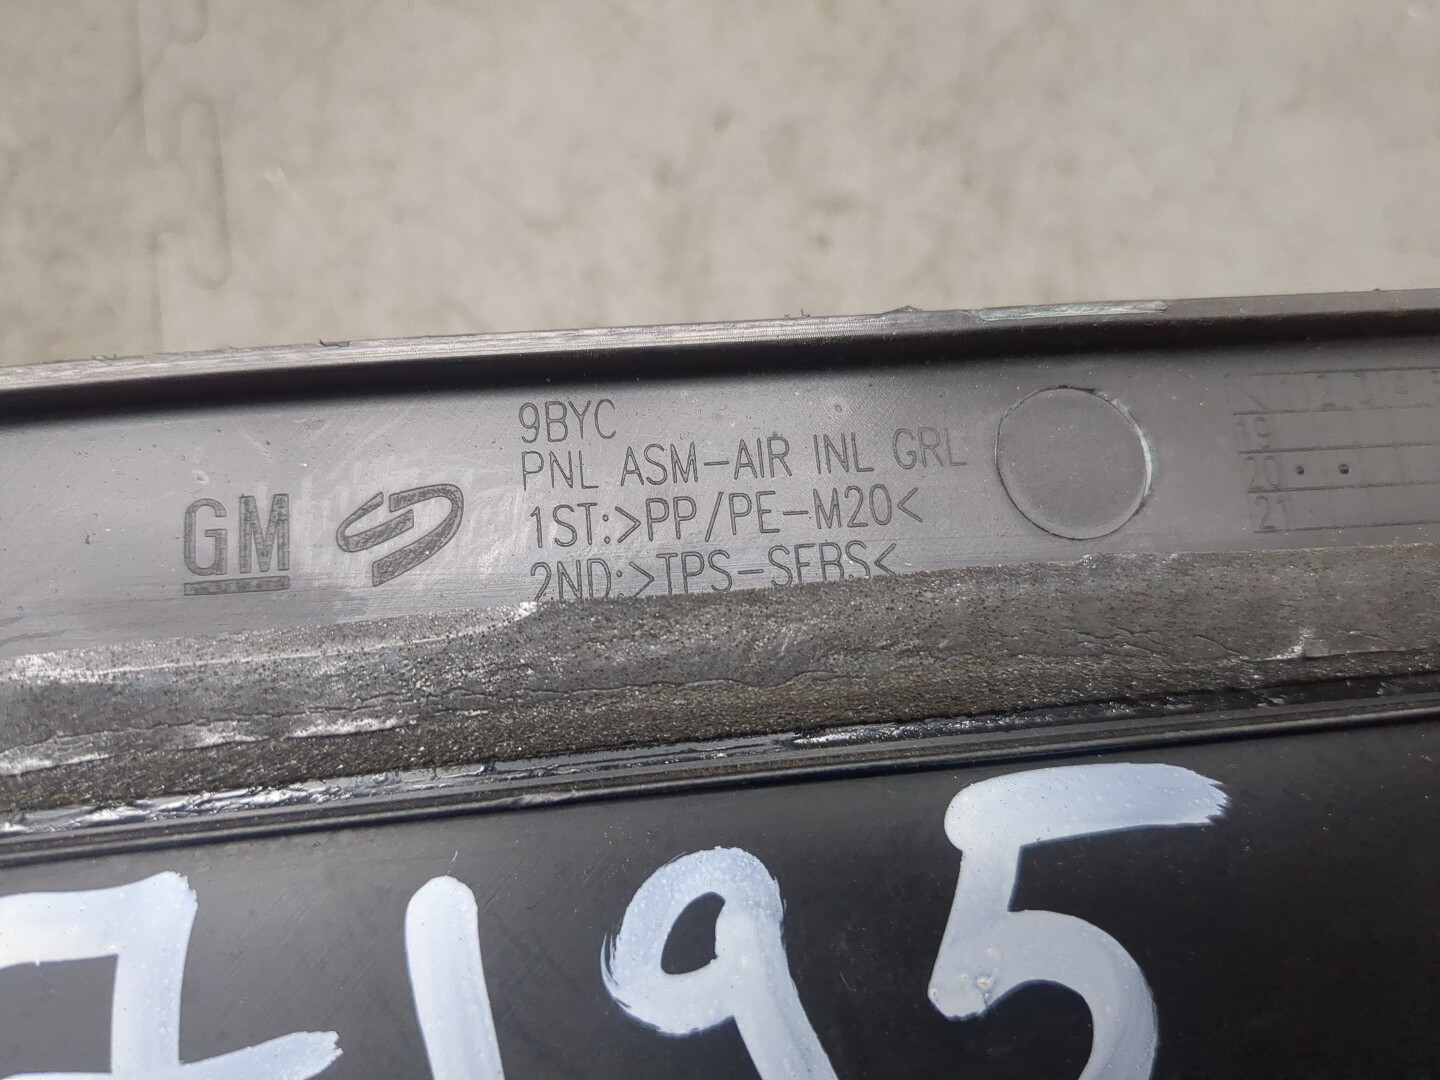 9BYC
PNL ASM-AIR INL GRL
1ST:>PP/PE-M20<
2ND:>TPS-SEBS<
GM
19
20
21
7195